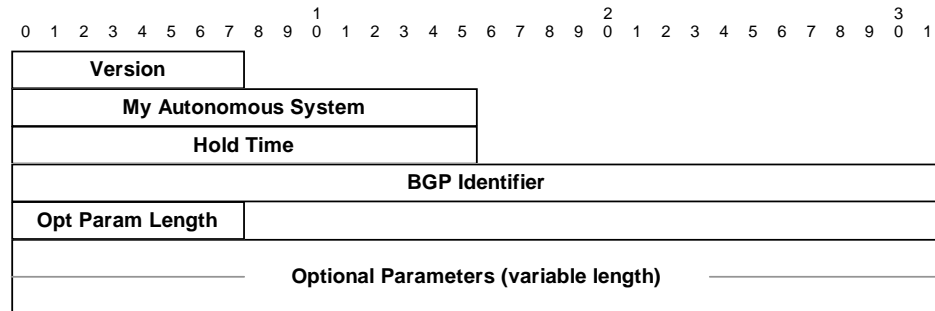 1 2 3
0 1 2 3 4 5 6 7 8 9 0 1 2 3 4 5 6 7 8 9 0 1 2 3 4 5 6 7 8 9 0 1
Version
My Autonomous System
Hold Time
BGP Identifier
Opt Param Length
Optional Parameters (variable length)